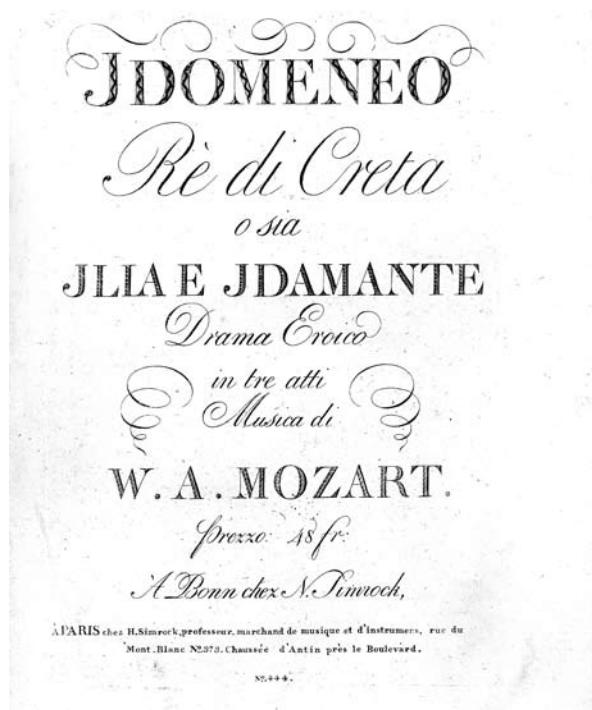 JDOMENEO
Rè di Creta
o sia
JLIA E JDAMANTE
Drama Eroico
in tre atti
Musica di
W. A. MOZART.
Prezzo: 48 fr:
A Bonn chez N. Simrock,
À PARIS chez H. Simrock, professeur, marchand de musique et d'instrumens, rue du
Mont-Blanc Nº. 373. Chaussée d'Antin près le Boulevard.
Nº. 444.